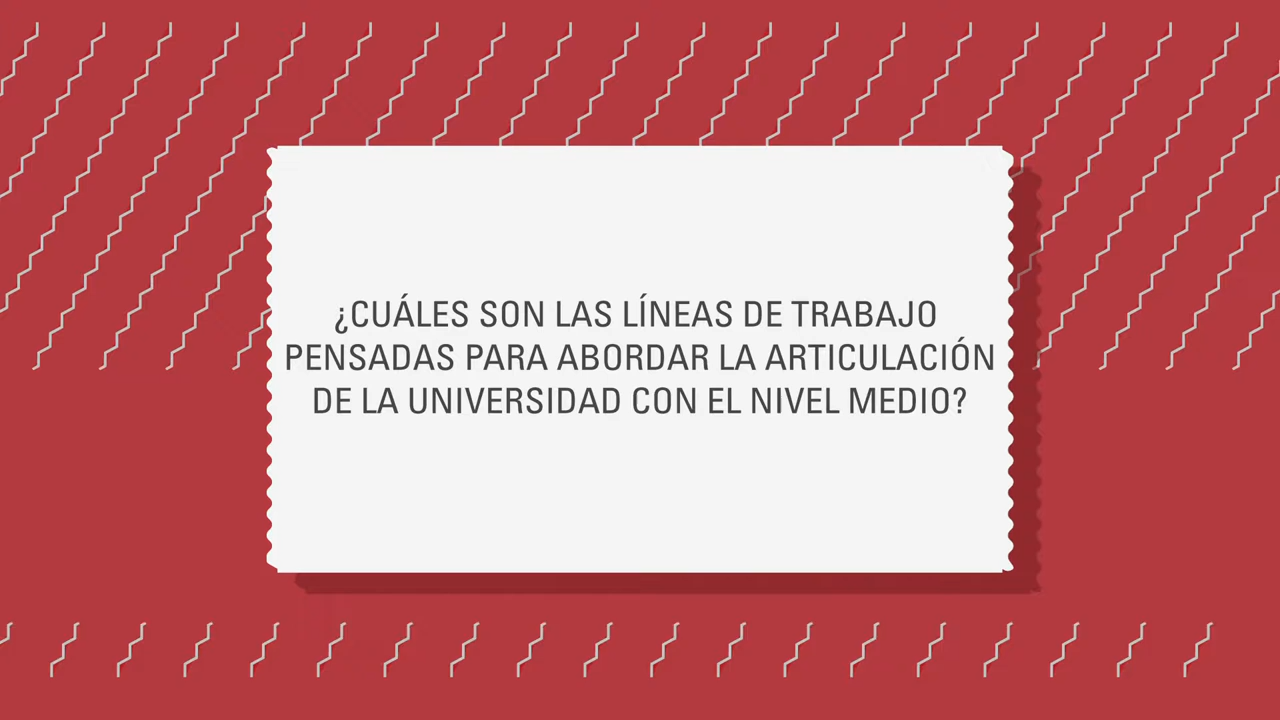 ¿CUÁLES SON LAS LÍNEAS DE TRABAJO
PENSADAS PARA ABORDAR LA ARTICULACIÓN
DE LA UNIVERSIDAD CON EL NIVEL MEDIO?